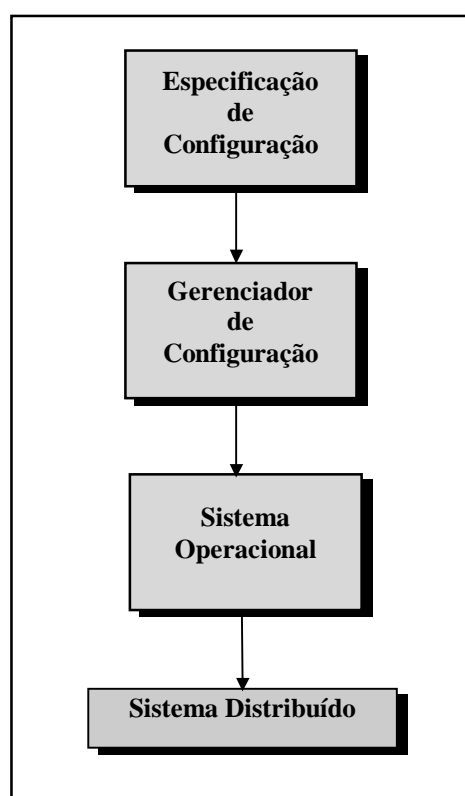 Especificação
de
Configuração
Gerenciador
de
Configuração
Sistema
Operacional
Sistema Distribuído